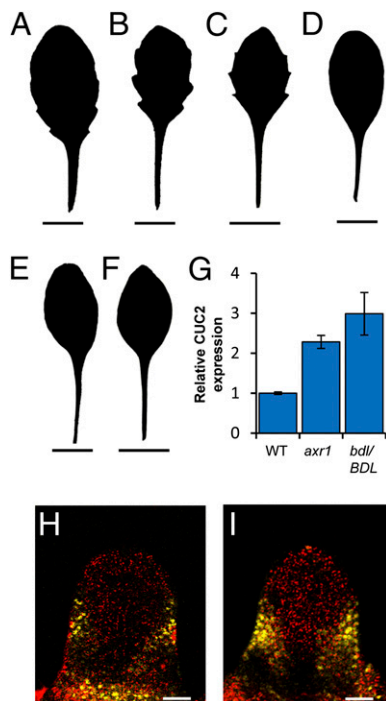 A B C D
E F G
Relative CUC2
expression
4
3
2
1
0
WT axr1 bdl/
BDL
H I